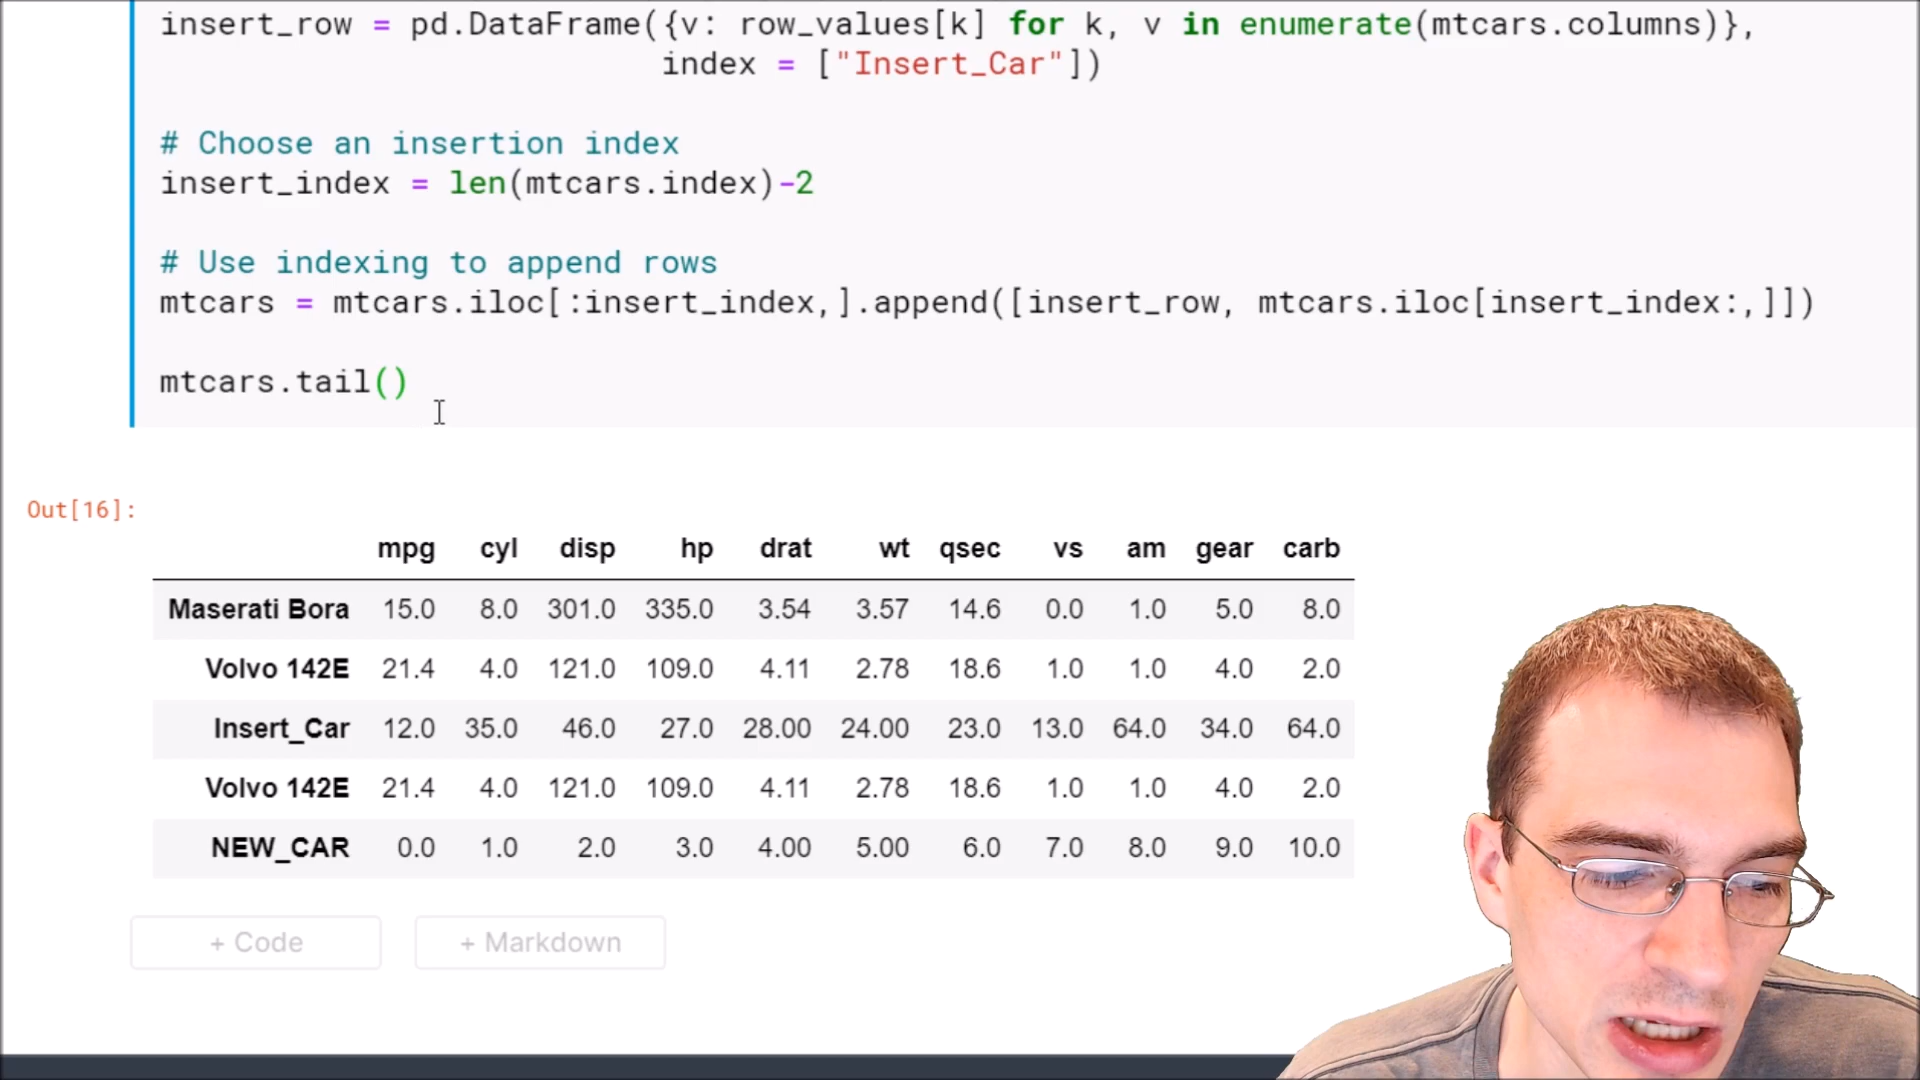 insert_row = pd.DataFrame({v: row_values[k] for k, v in enumerate(mtcars.columns)},
index = ["Insert_Car"])
# Choose an insertion index
insert_index = len(mtcars.index)-2
# Use indexing to append rows
mtcars = mtcars.iloc[:insert_index,].append([insert_row, mtcars.iloc[insert_index:,]])
mtcars.tail()
Out[16]:
mpg cyl disp hp drat wt qsec vs am gear carb
Maserati Bora 15.0 8.0 301.0 335.0 3.54 3.57 14.6 0.0 1.0 5.0 8.0
Volvo 142E 21.4 4.0 121.0 109.0 4.11 2.78 18.6 1.0 1.0 4.0 2.0
Insert_Car 12.0 35.0 46.0 27.0 28.00 24.00 23.0 13.0 64.0 34.0 64.0
Volvo 142E 21.4 4.0 121.0 109.0 4.11 2.78 18.6 1.0 1.0 4.0 2.0
NEW_CAR 0.0 1.0 2.0 3.0 4.00 5.00 6.0 7.0 8.0 9.0 10.0
+ Code + Markdown